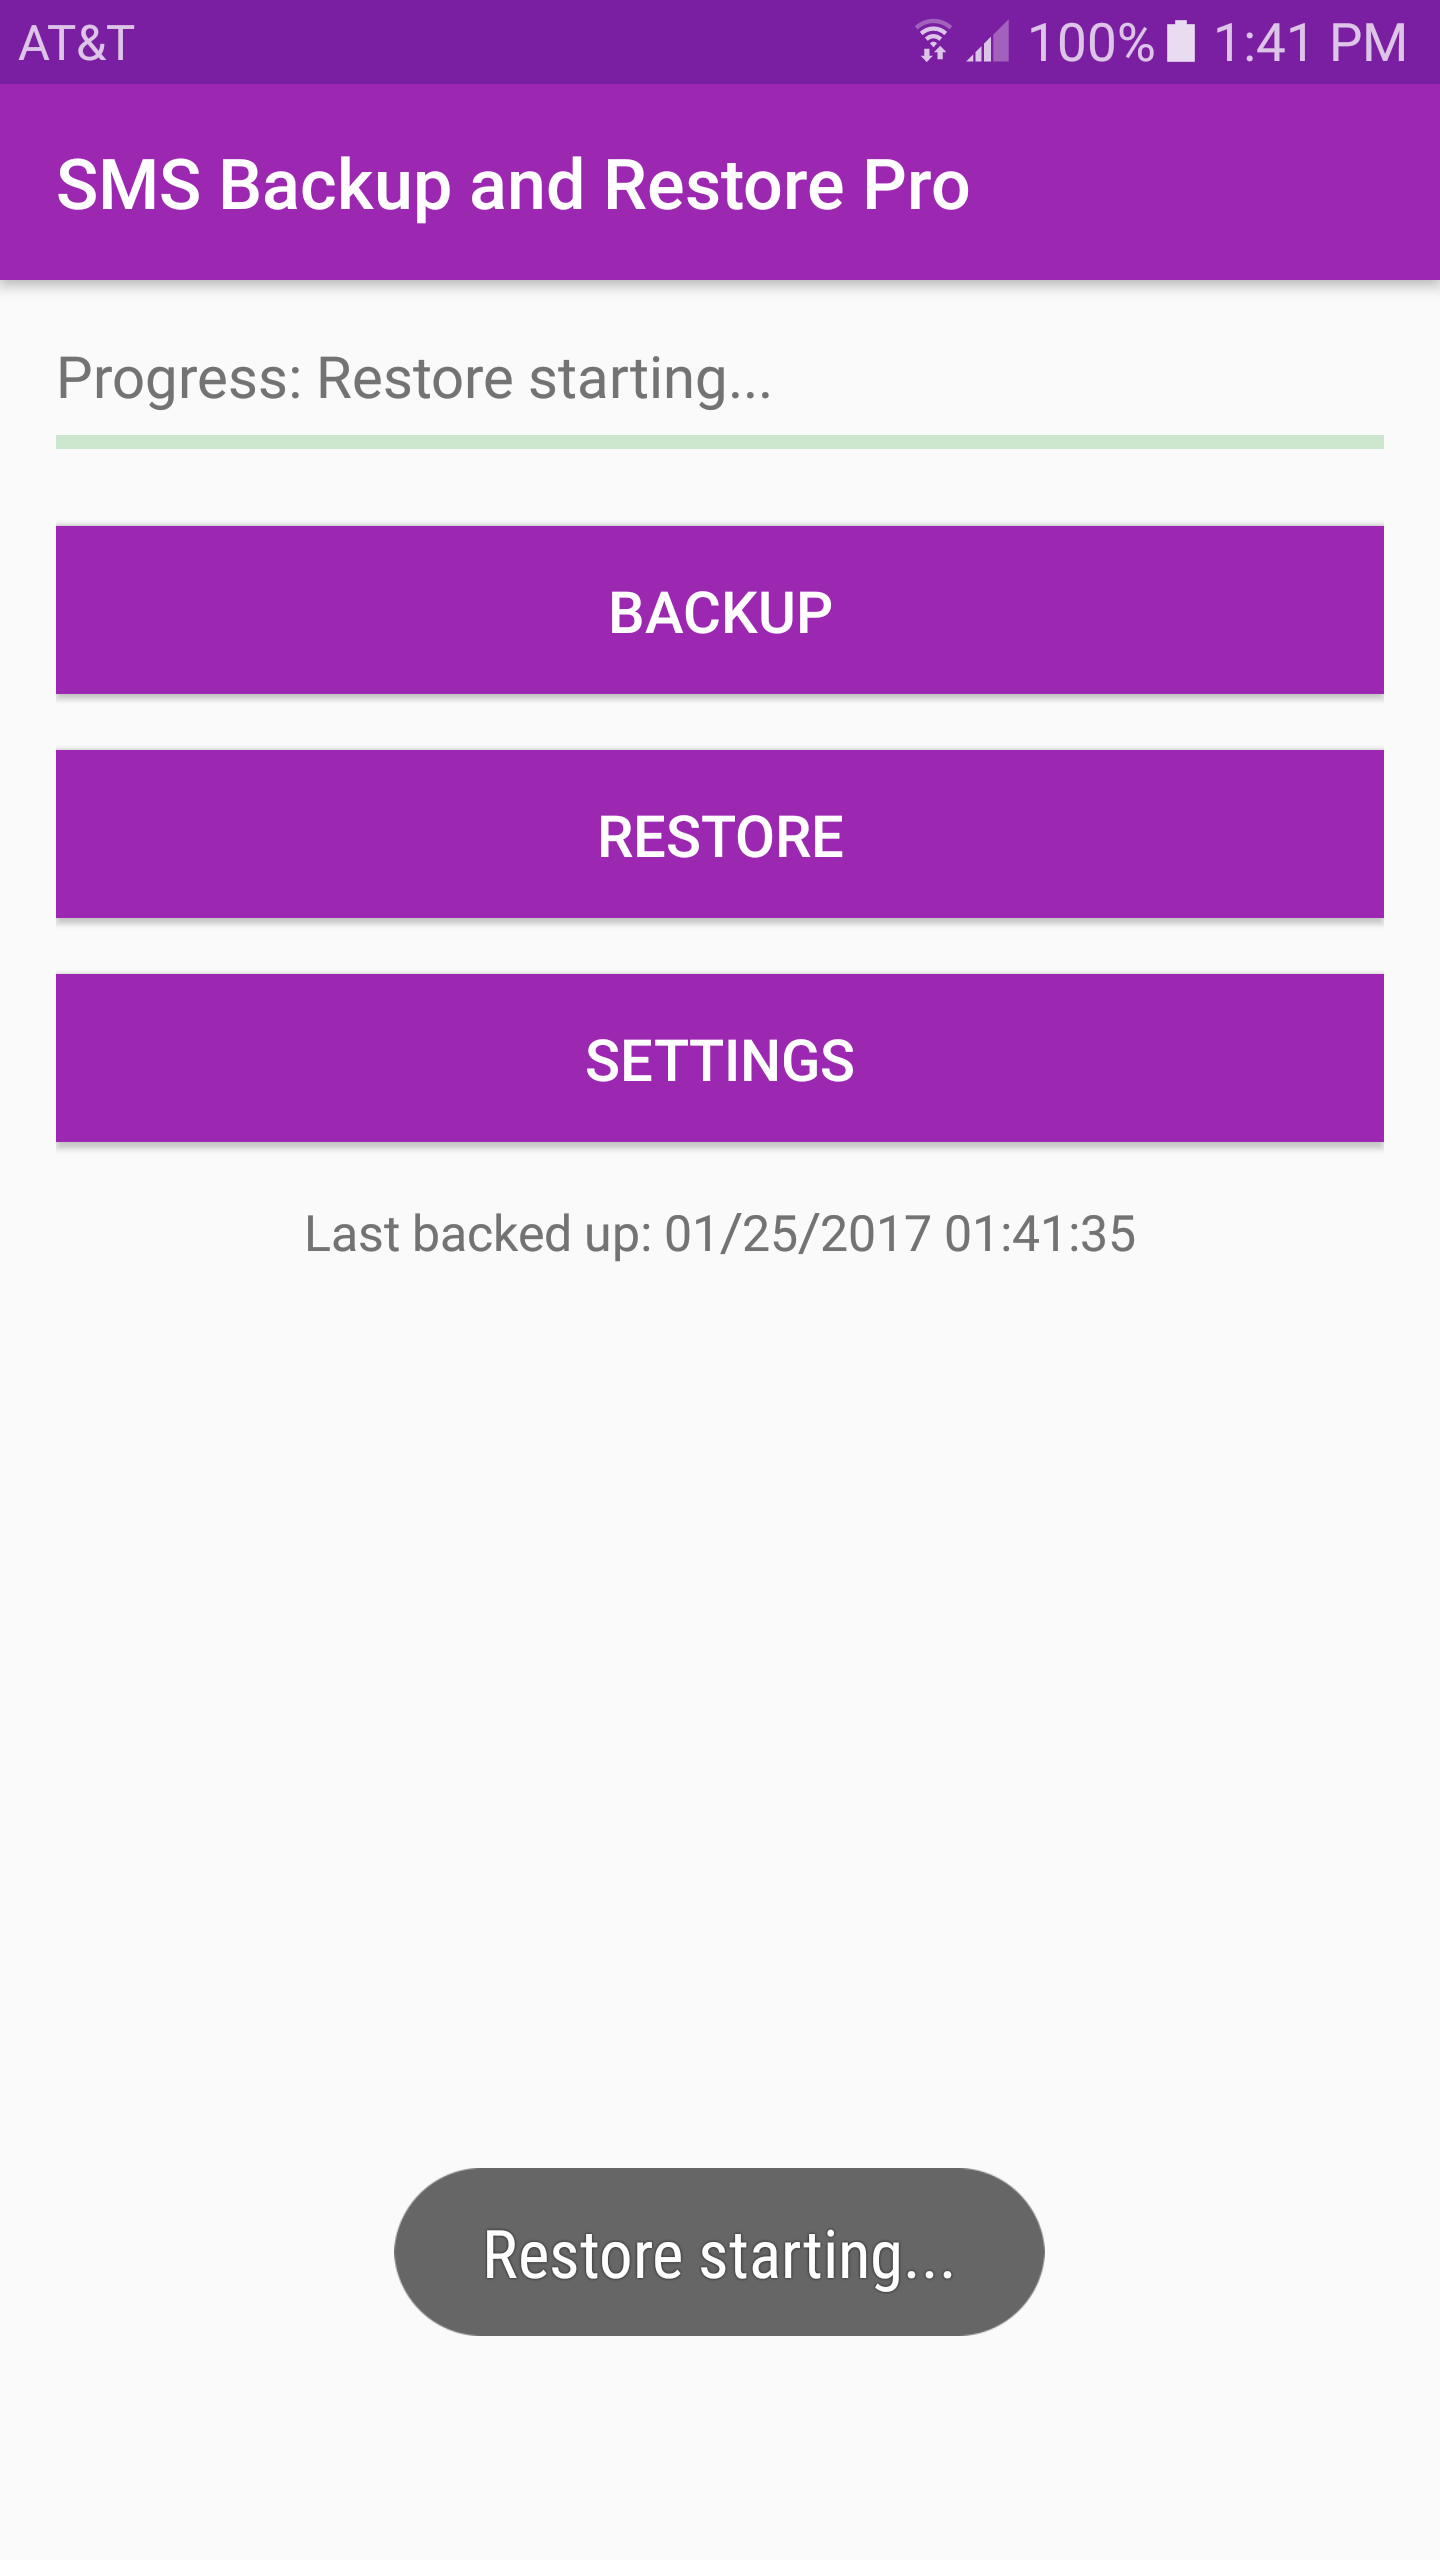 AT&T 100% 1:41 PM
SMS Backup and Restore Pro
Progress: Restore starting...
BACKUP
RESTORE
SETTINGS
Last backed up: 01/25/2017 01:41:35
Restore starting...